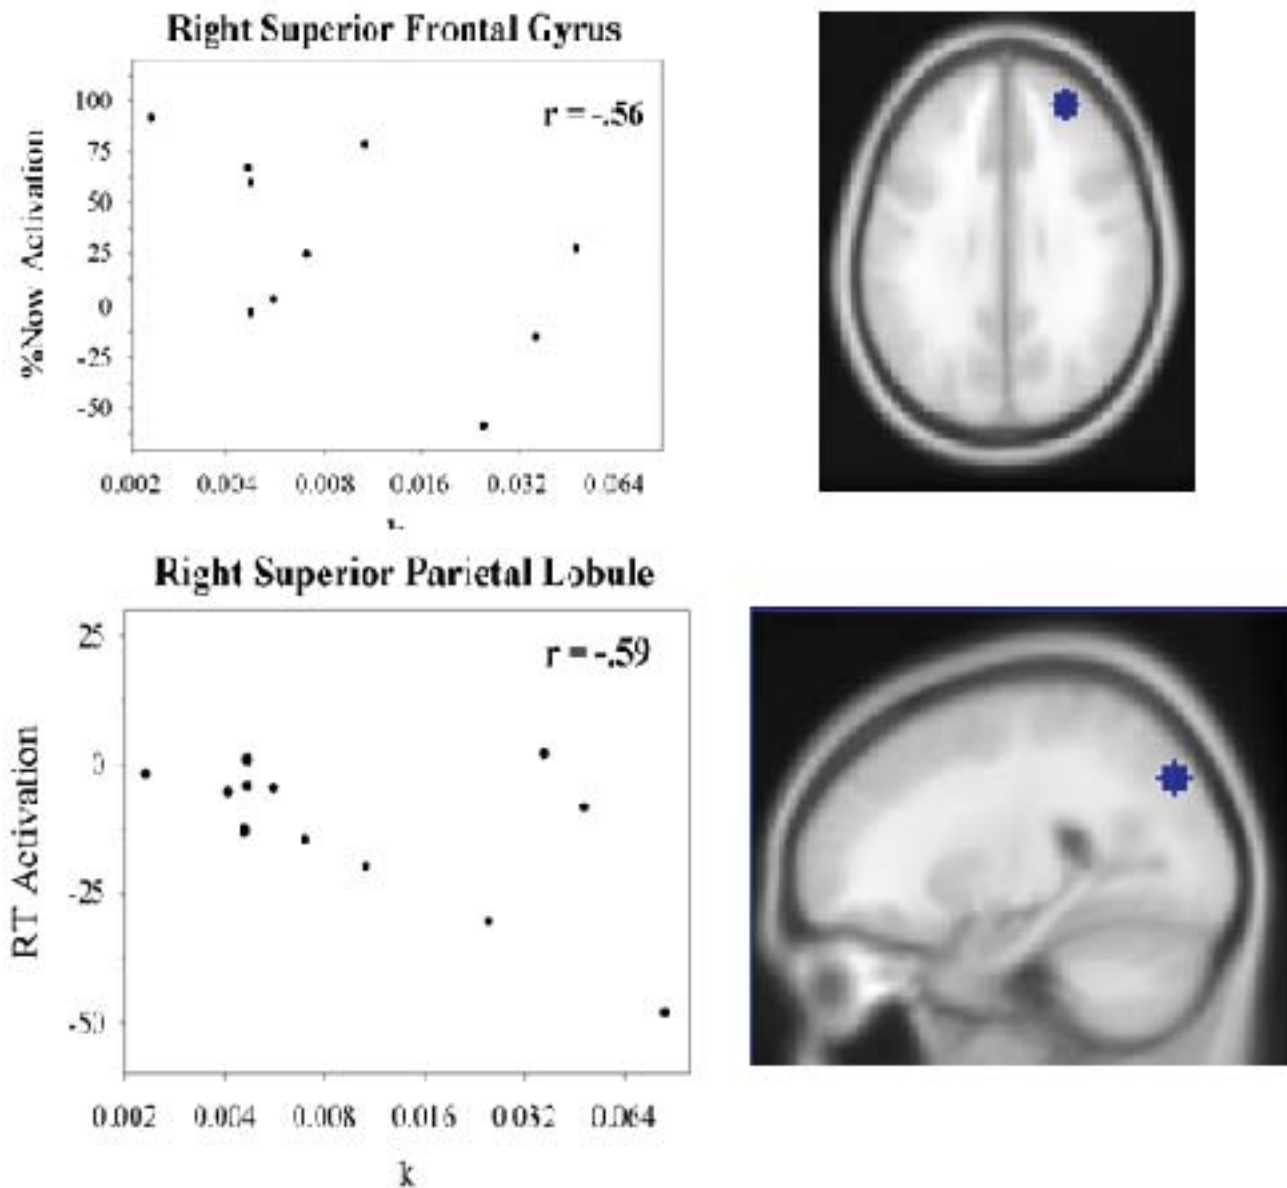 Right Superior Frontal Gyrus
r = -.56
%Now Activation
100
75
50
25
0
-25
-50
0.002 0.004 0.008 0.016 0.032 0.064
Right Superior Parietal Lobule
r = -.59
RT Activation
25
0
-25
-50
0.002 0.004 0.008 0.016 0.032 0.064
k